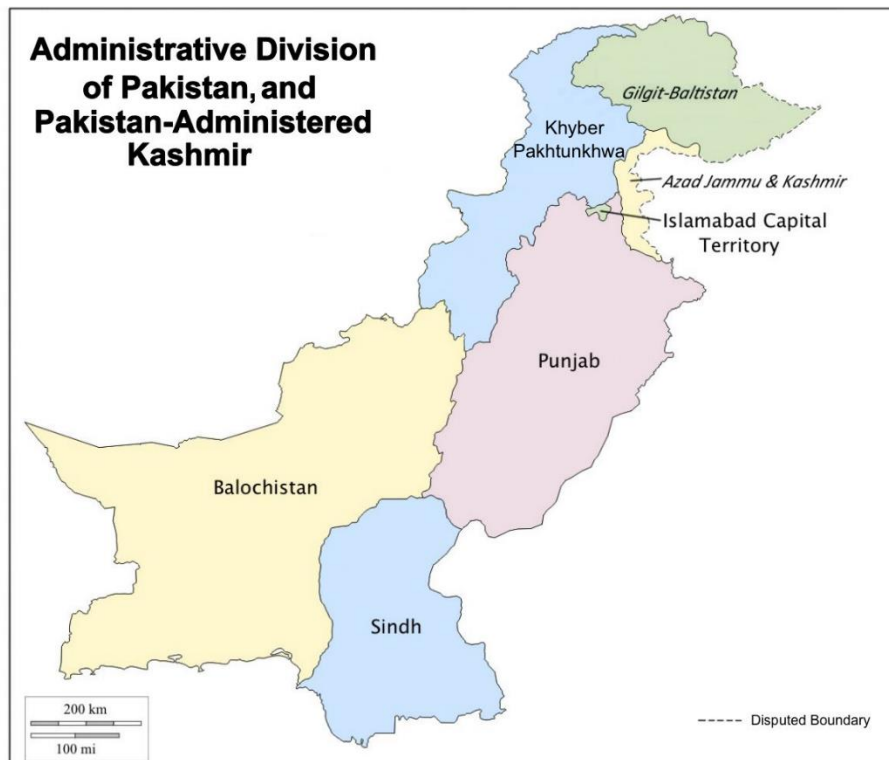 Administrative Division
of Pakistan, and
Pakistan-Administered
Kashmir
Gilgit-Baltistan
Khyber
Pakhtunkhwa
Azad Jammu & Kashmir
Islamabad Capital
Territory
Punjab
Balochistan
Sindh
200 km
100 mi
Disputed Boundary